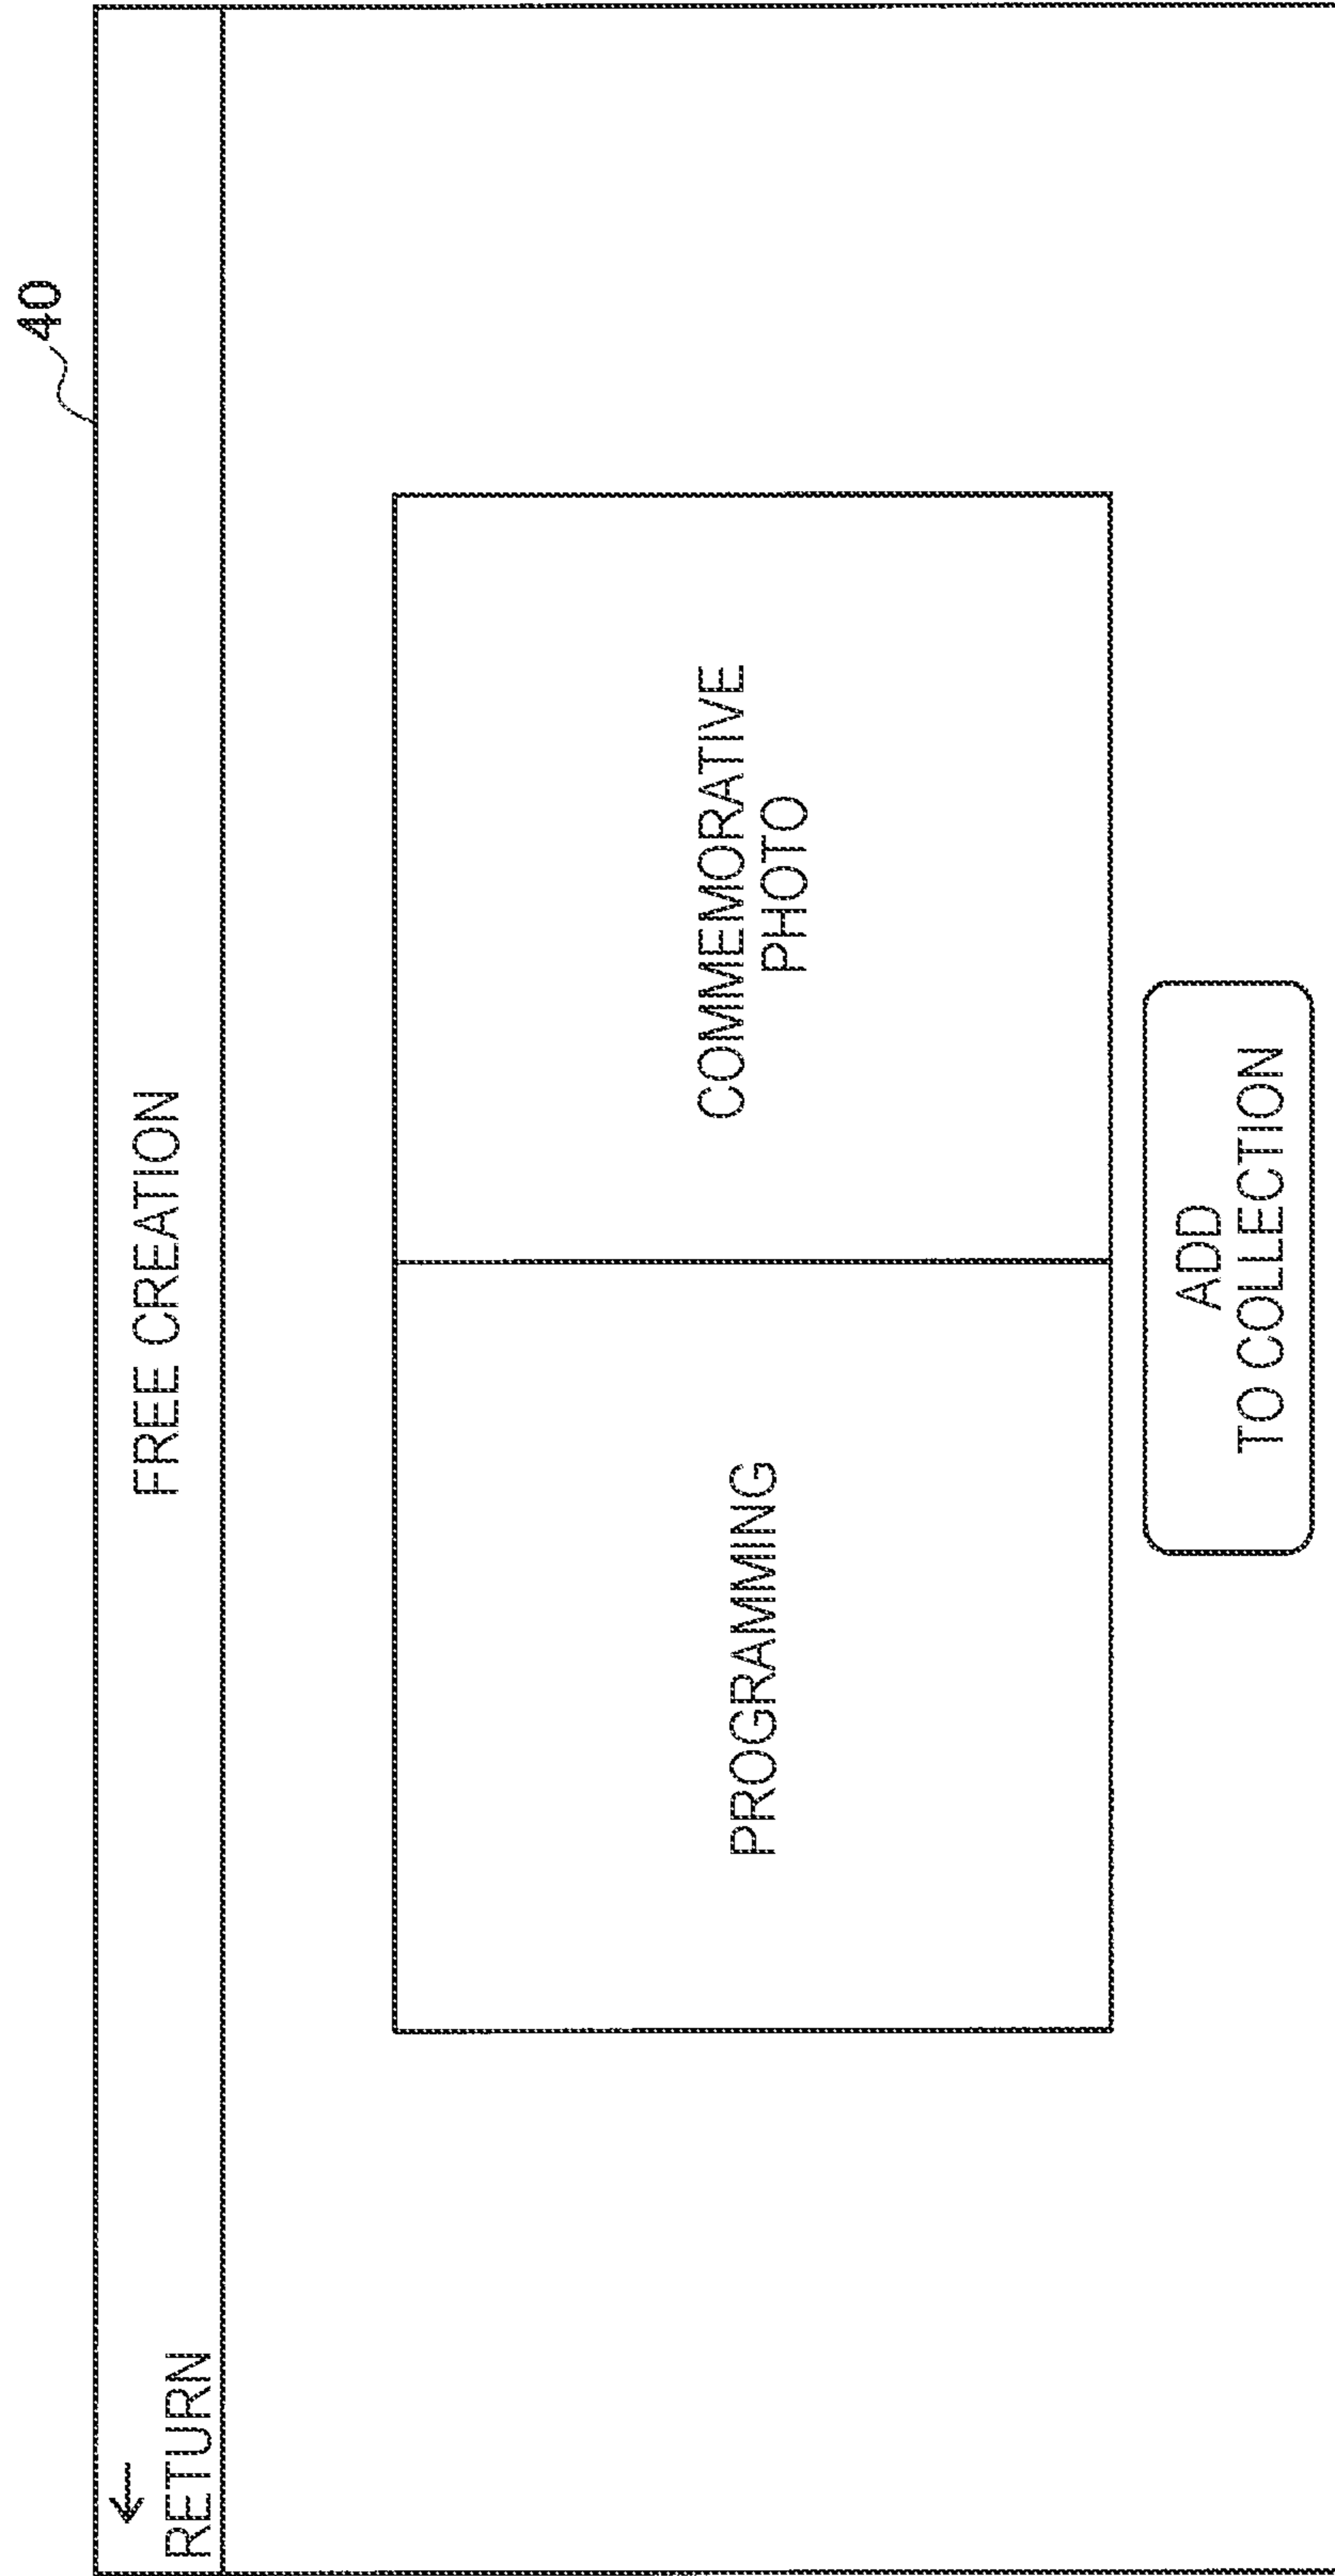 40
←
RETURN
FREE CREATION
PROGRAMMING
COMMEMORATIVE
PHOTO
ADD
TO COLLECTION